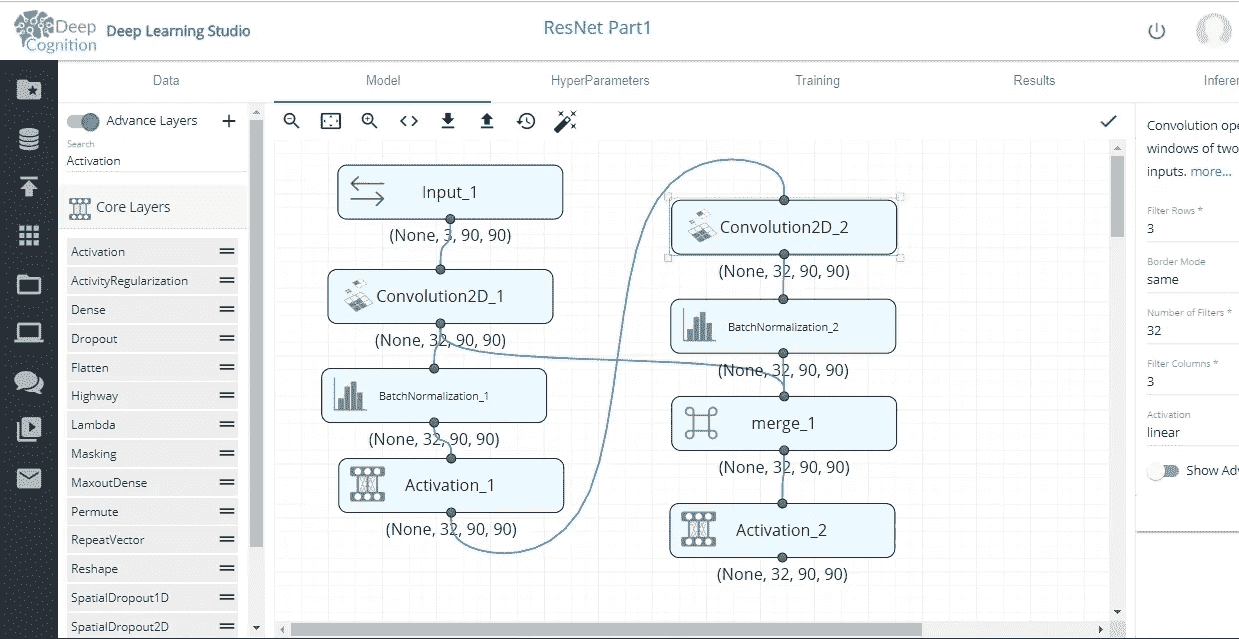 Deep
Cognition
Deep Learning Studio
ResNet Part1
Data
Model
HyperParameters
Training
Results
Advance Layers
Search
Activation
Core Layers
Activation
ActivityRegularization
Dense
Dropout
Flatten
Highway
Lambda
Masking
MaxoutDense
Permute
RepeatVector
Reshape
SpatialDropout1D
SpatialDropout2D
Input_1
(None, 3, 90, 90)
Convolution2D_1
(None, 32, 90, 90)
BatchNormalization_1
(None, 32, 90, 90)
Activation_1
(None, 32, 90, 90)
Convolution2D_2
(None, 32, 90, 90)
BatchNormalization_2
(None, 32, 90, 90)
merge_1
(None, 32, 90, 90)
Activation_2
(None, 32, 90, 90)
Convolution
windows of two
inputs. more...
Filter Rows *
3
Border Mode
same
Number of Filters *
32
Filter Columns *
3
Activation
linear
Show